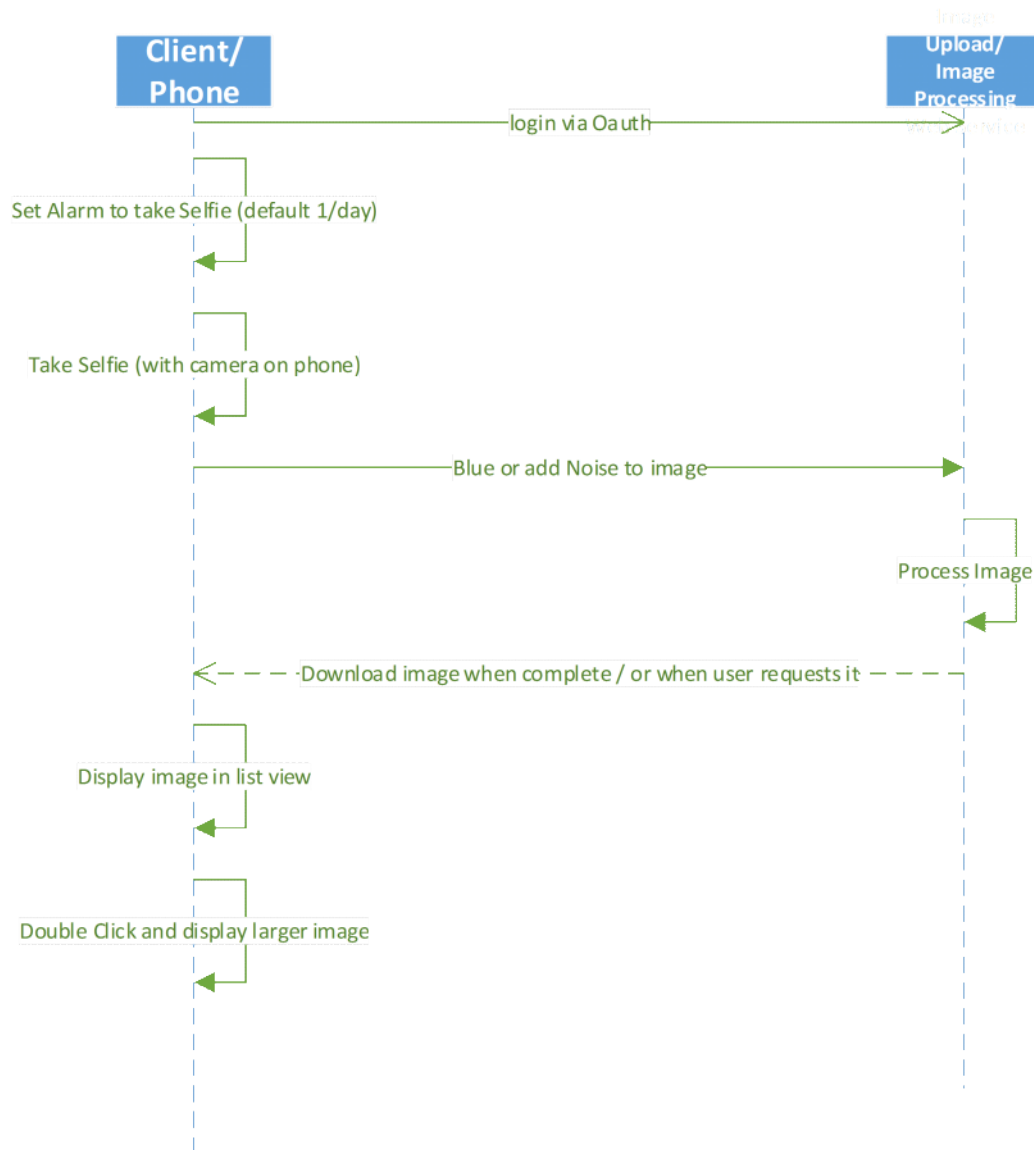 Client/
Phone
Image
Upload/
Image
Processing
login via Oauth
Set Alarm to take Selfie (default 1/day)
Take Selfie (with camera on phone)
Blue or add Noise to image
Process Image
Download image when complete / or when user requests it
Display image in list view
Double Click and display larger image